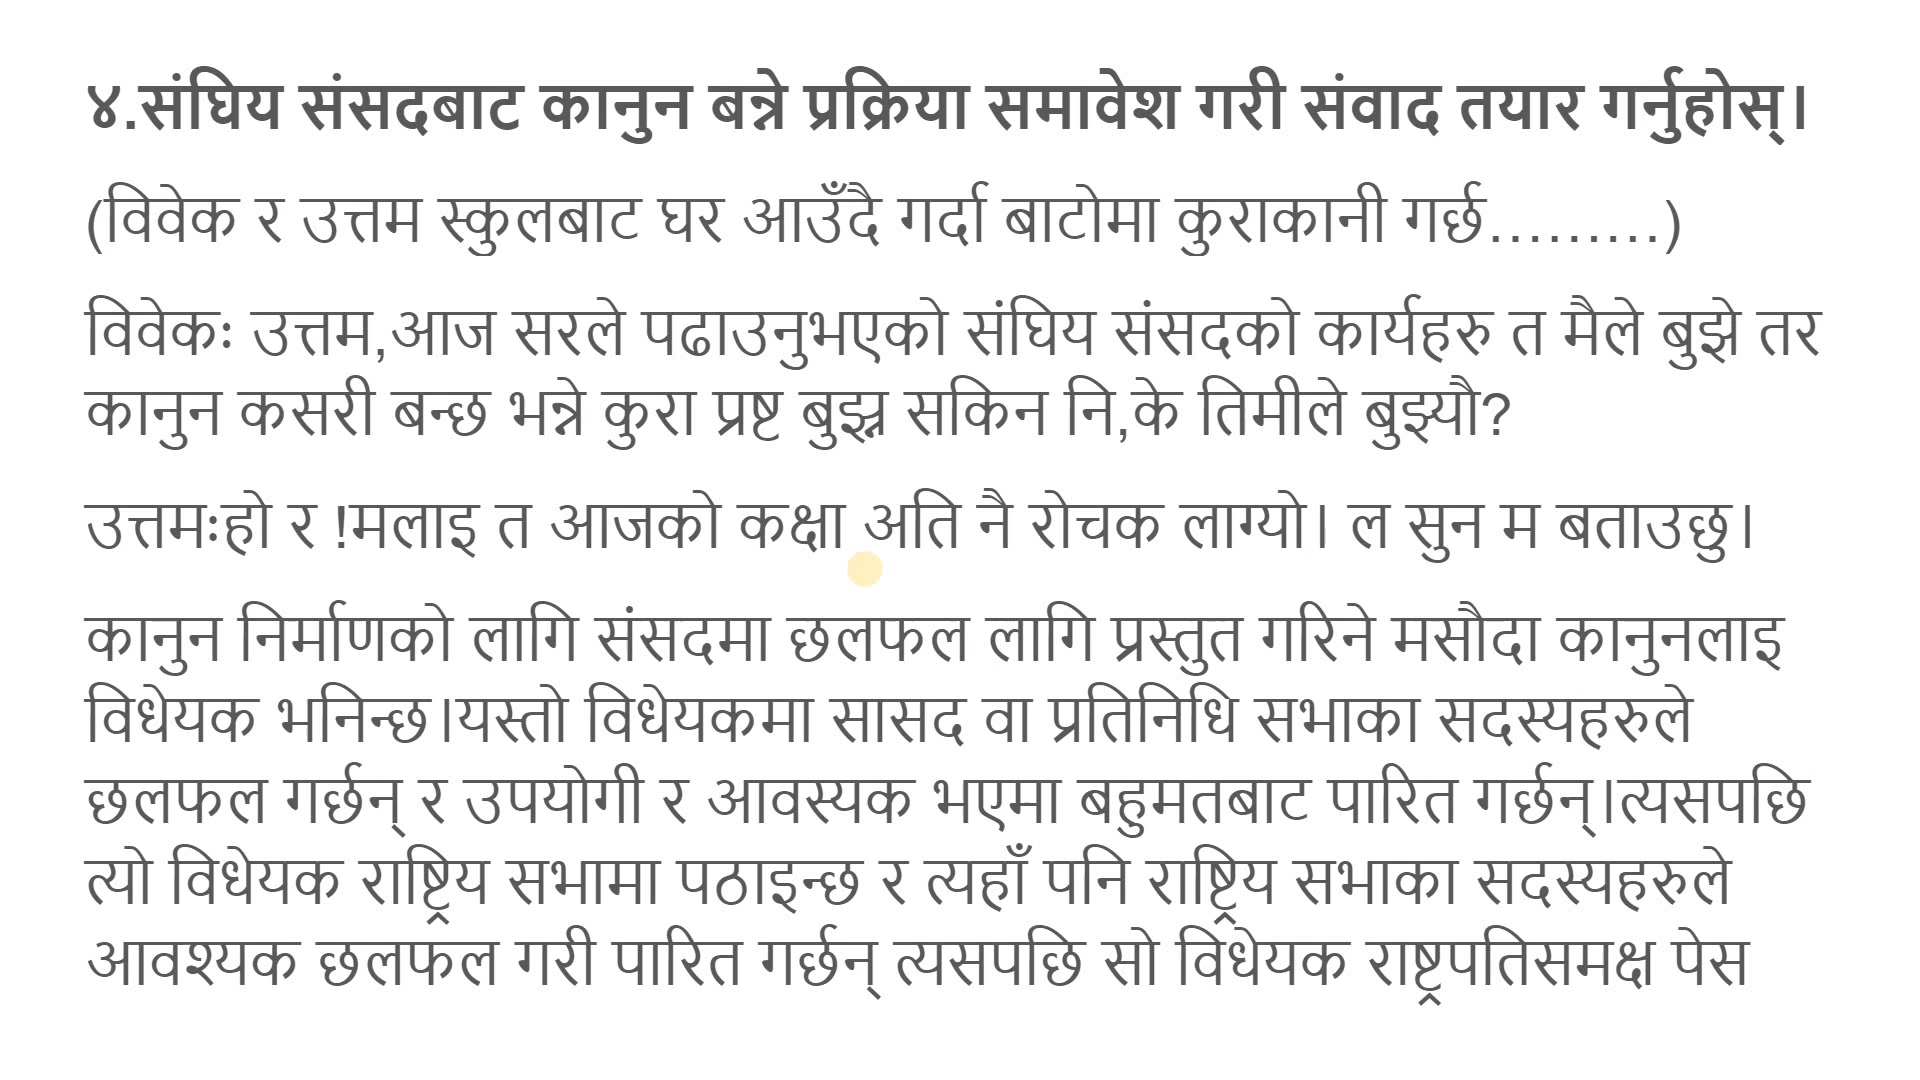 ४.संघिय संसदबाट कानुन बन्ने प्रक्रिया समावेश गरी संवाद तयार गर्नुहोस्।
(विवेक र उत्तम स्कुलबाट घर आउँदै गर्दा बाटोमा कुराकानी गर्छ.........)
विवेकः उत्तम,आज सरले पढाउनुभएको संघिय संसदको कार्यहरु त मैले बुझे तर
कानुन कसरी बन्छ भन्ने कुरा प्रष्ट बुझ्न सकिन नि,के तिमीले बुझ्यौ?
उत्तमःहो र !मलाइ त आजको कक्षा अति नै रोचक लाग्यो। ल सुन म बताउछु।
कानुन निर्माणको लागि संसदमा छलफल लागि प्रस्तुत गरिने मसौदा कानुनलाइ
विधेयक भनिन्छ।यस्तो विधेयकमा सासद वा प्रतिनिधि सभाका सदस्यहरुले
छलफल गर्छन् र उपयोगी र आवस्यक भएमा बहुमतबाट पारित गर्छन्।त्यसपछि
त्यो विधेयक राष्ट्रिय सभामा पठाइन्छ र त्यहाँ पनि राष्ट्रिय सभाका सदस्यहरुले
आवश्यक छलफल गरी पारित गर्छन् त्यसपछि सो विधेयक राष्ट्रपतिसमक्ष पेस